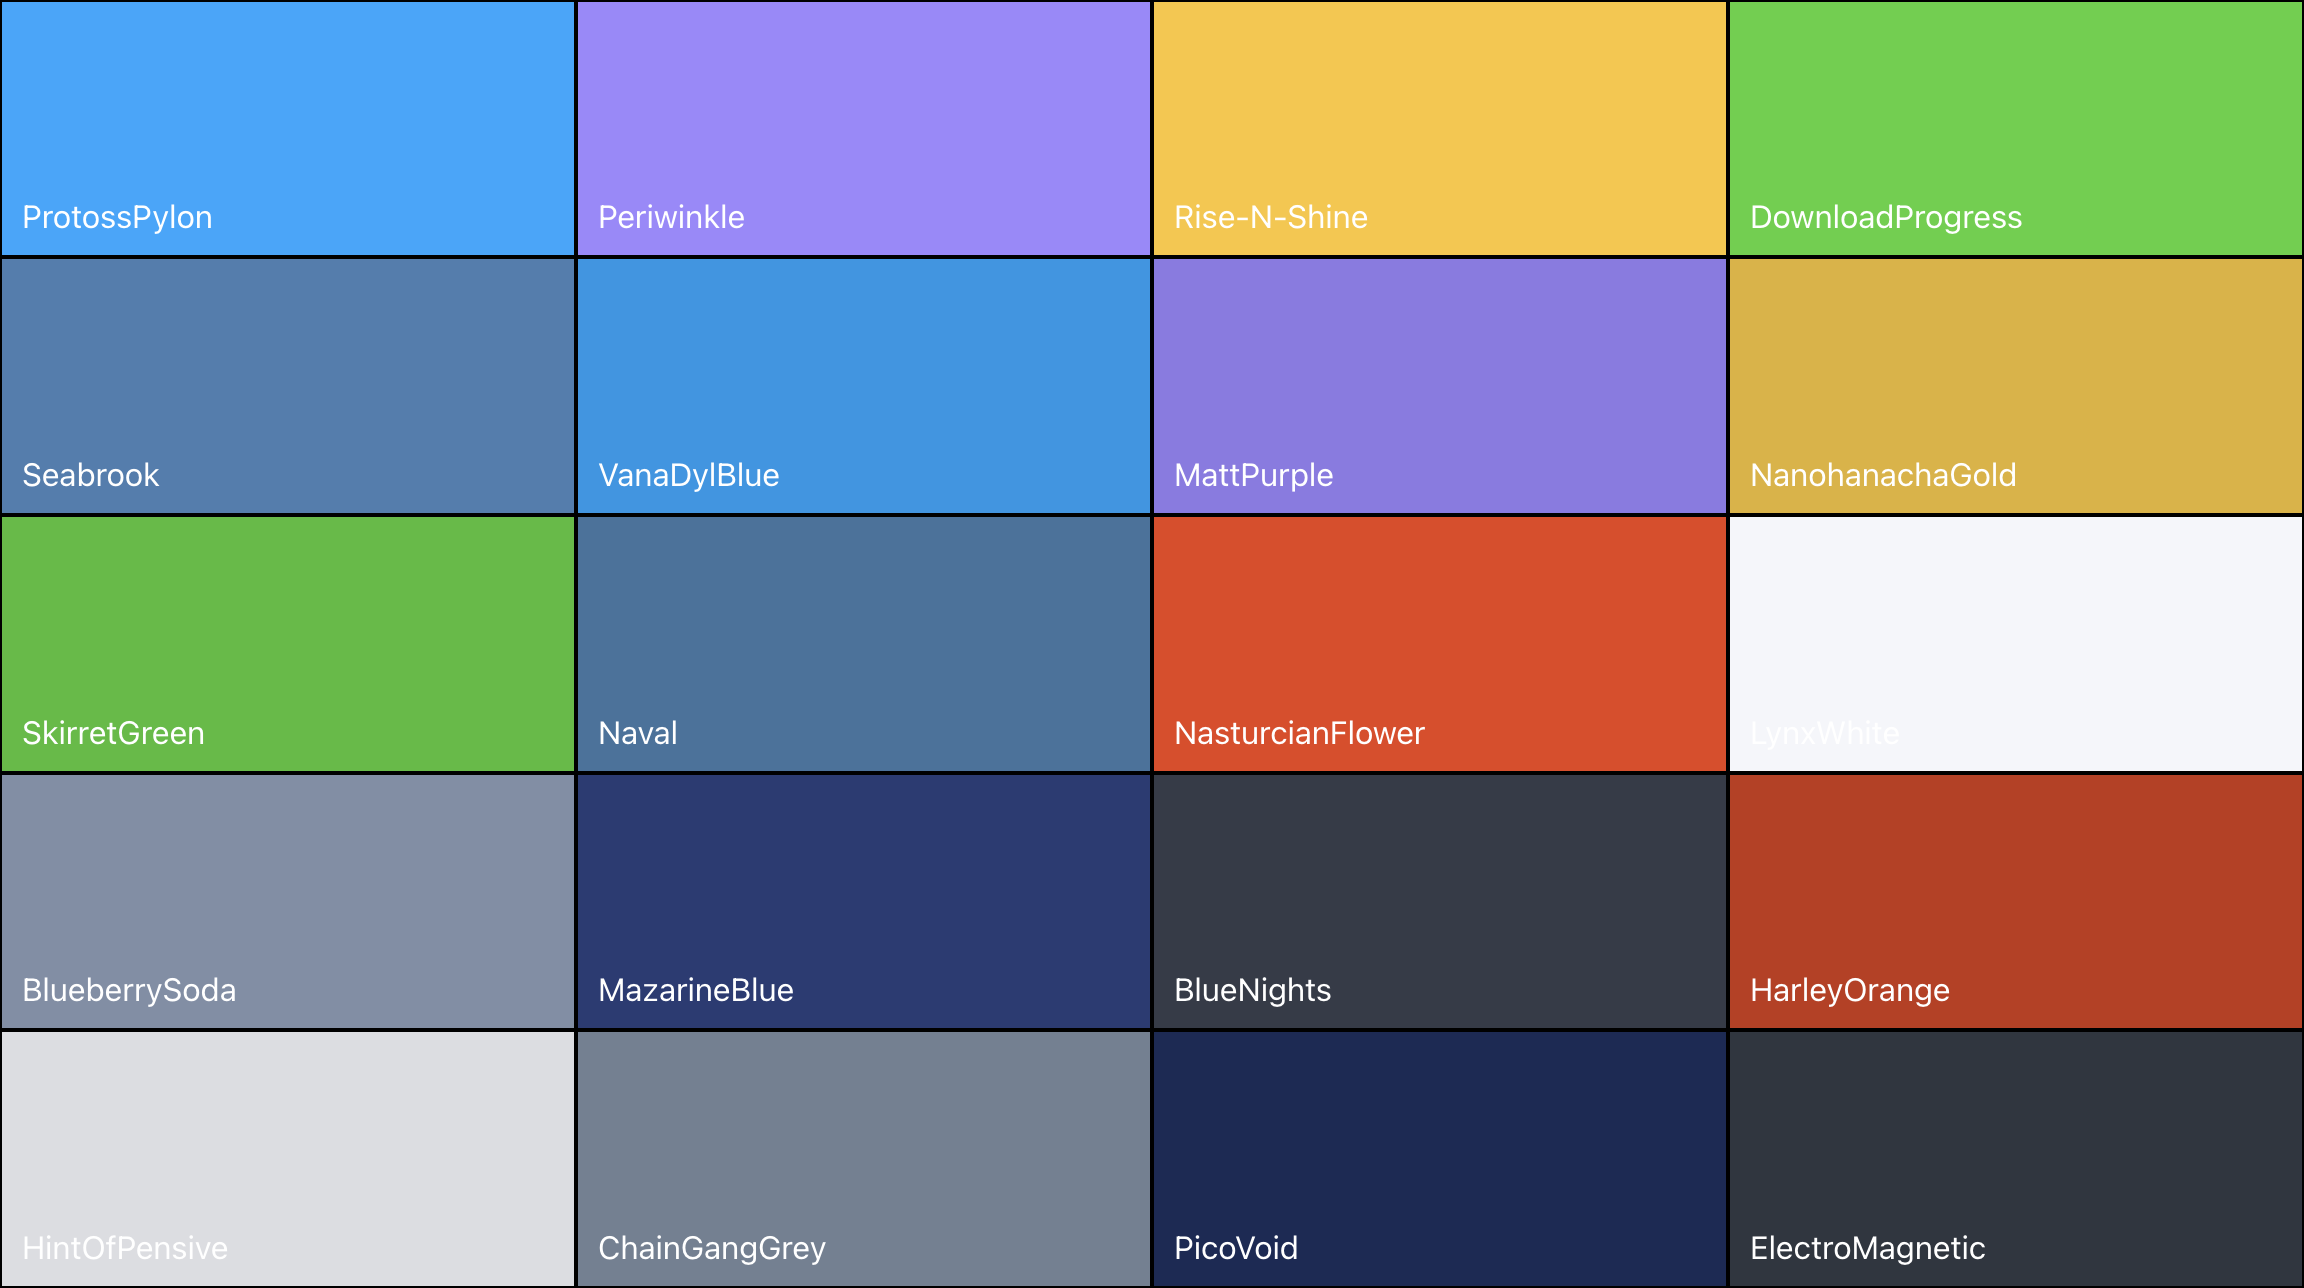 ProtossPylon
Periwinkle
Rise-N-Shine
DownloadProgress
Seabrook
VanaDylBlue
MattPurple
NanohanachaGold
SkirretGreen
Naval
NasturcianFlower
LynxWhite
BlueberrySoda
MazarineBlue
BlueNights
HarleyOrange
HintOfPensive
ChainGangGrey
PicoVoid
ElectroMagnetic